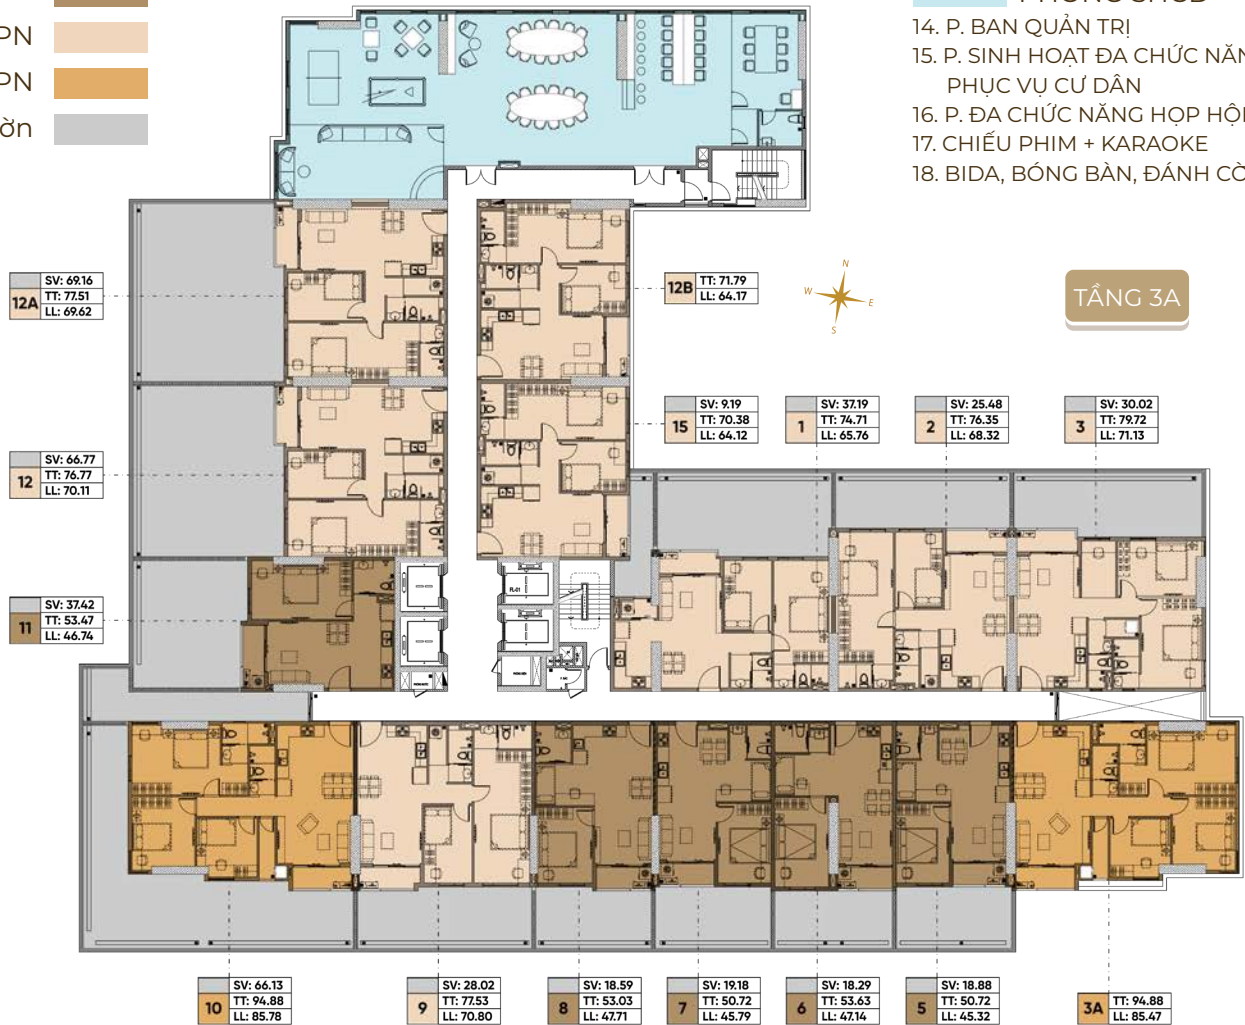 PN
PN
ờn
PHÒNG SHCD
14. P. BAN QUẢN TRỊ
15. P. SINH HOẠT ĐA CHỨC NĂN
PHỤC VỤ CƯ DÂN
16. P. ĐA CHỨC NĂNG HỌP HỘI
17. CHIẾU PHIM + KARAOKE
18. BIDA, BÓNG BÀN, ĐÁNH CỜ
N
W
E
S
TẦNG 3A
12A
SV: 69.16
TT: 77.51
LL: 69.62
12B
TT: 71.79
LL: 64.17
15
SV: 9.19
TT: 70.38
LL: 64.12
1
SV: 37.19
TT: 74.71
LL: 65.76
2
SV: 25.48
TT: 76.35
LL: 68.32
3
SV: 30.02
TT: 79.72
LL: 71.13
12
SV: 66.77
TT: 76.77
LL: 70.11
11
SV: 37.42
TT: 53.47
LL: 46.74
10
SV: 66.13
TT: 94.88
LL: 85.78
9
SV: 28.02
TT: 77.53
LL: 70.80
8
SV: 18.59
TT: 53.03
LL: 47.71
7
SV: 19.18
TT: 50.72
LL: 45.79
6
SV: 18.29
TT: 53.63
LL: 47.14
5
SV: 18.88
TT: 50.72
LL: 45.32
3A
TT: 94.88
LL: 85.47